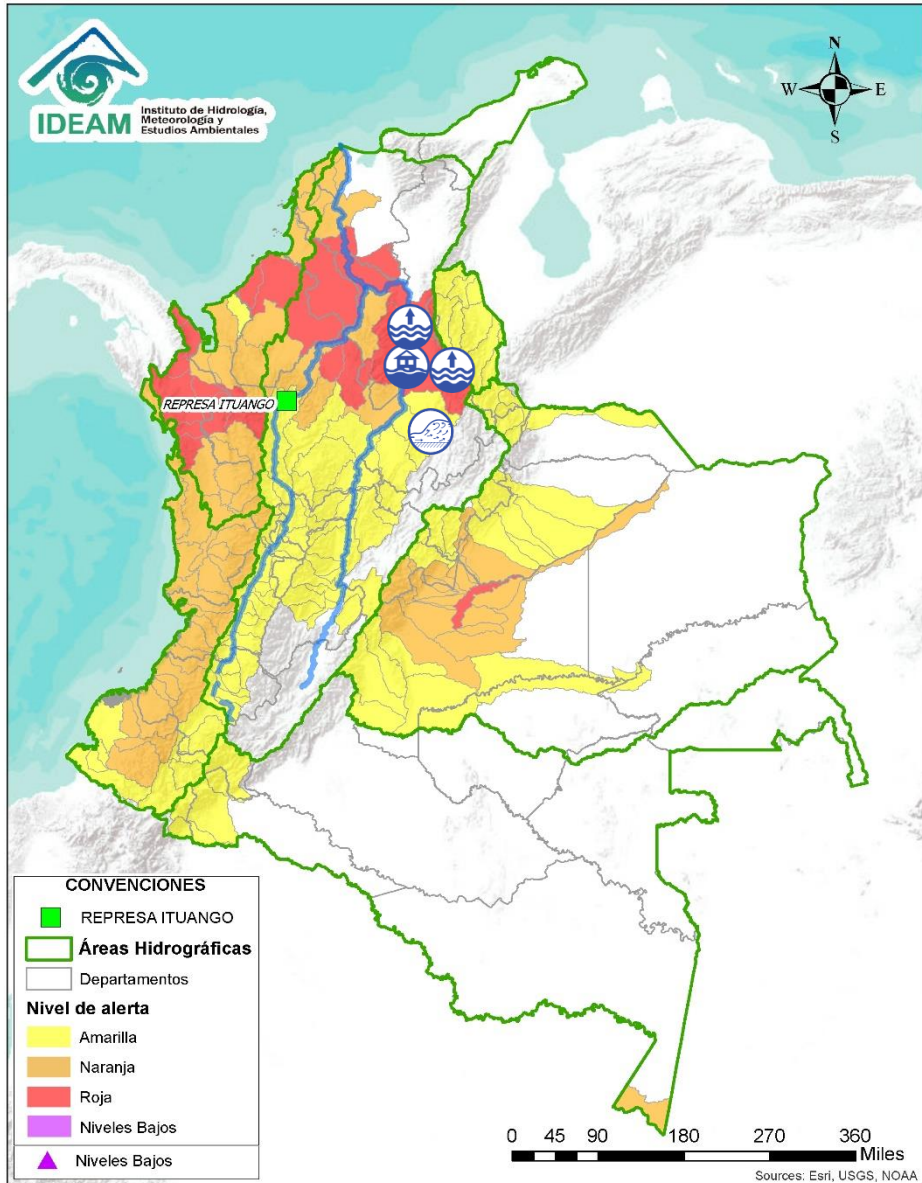 IDEAM
Instituto de Hidrología,
Meteorología y
Estudios Ambientales
N
W
E
S
REPRESA ITUANGO
CONVENCIONES
REPRESA ITUANGO
Áreas Hidrográficas
Departamentos
Nivel de alerta
Amarilla
Naranja
Roja
Niveles Bajos
Niveles Bajos
0 45 90 180 270 360
Miles
Sources: Esri, USGS, NOAA